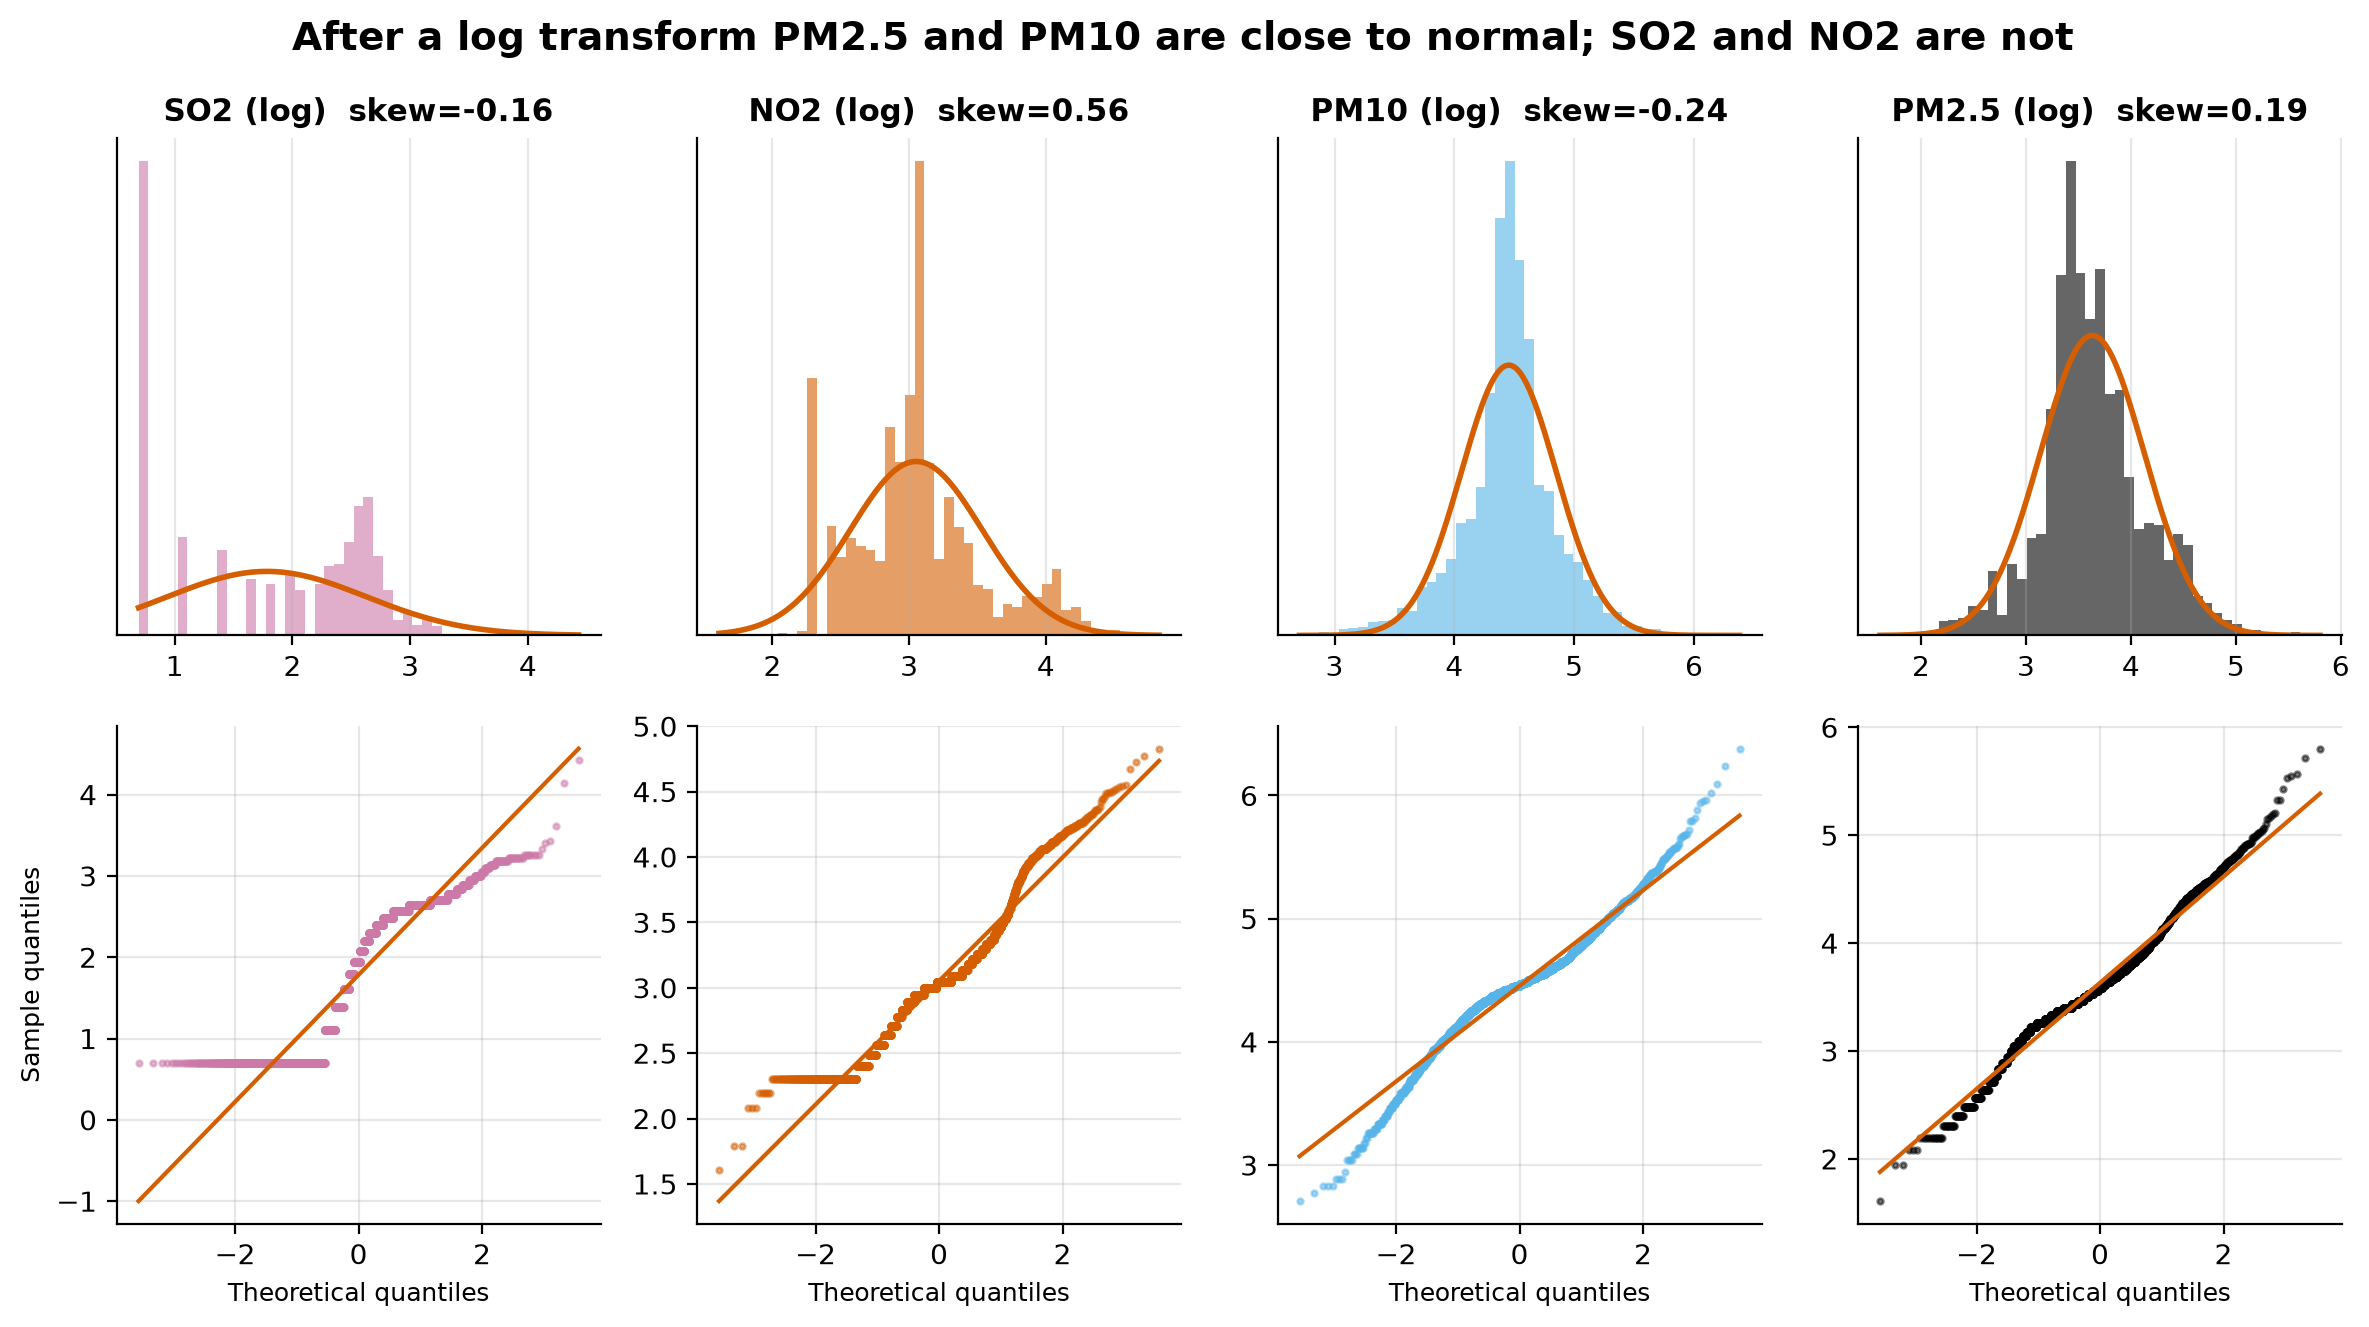 After a log transform PM2.5 and PM10 are close to normal; SO2 and NO2 are not
SO2 (log)  skew=-0.16
NO2 (log)  skew=0.56
PM10 (log)  skew=-0.24
PM2.5 (log)  skew=0.19
1 2 3 4
2 3 4
3 4 5 6
2 3 4 5 6
Sample quantiles
4
3
2
1
0
−1
−2 0 2
Theoretical quantiles
5.0
4.5
4.0
3.5
3.0
2.5
2.0
1.5
−2 0 2
Theoretical quantiles
6
5
4
3
−2 0 2
Theoretical quantiles
6
5
4
3
2
−2 0 2
Theoretical quantiles